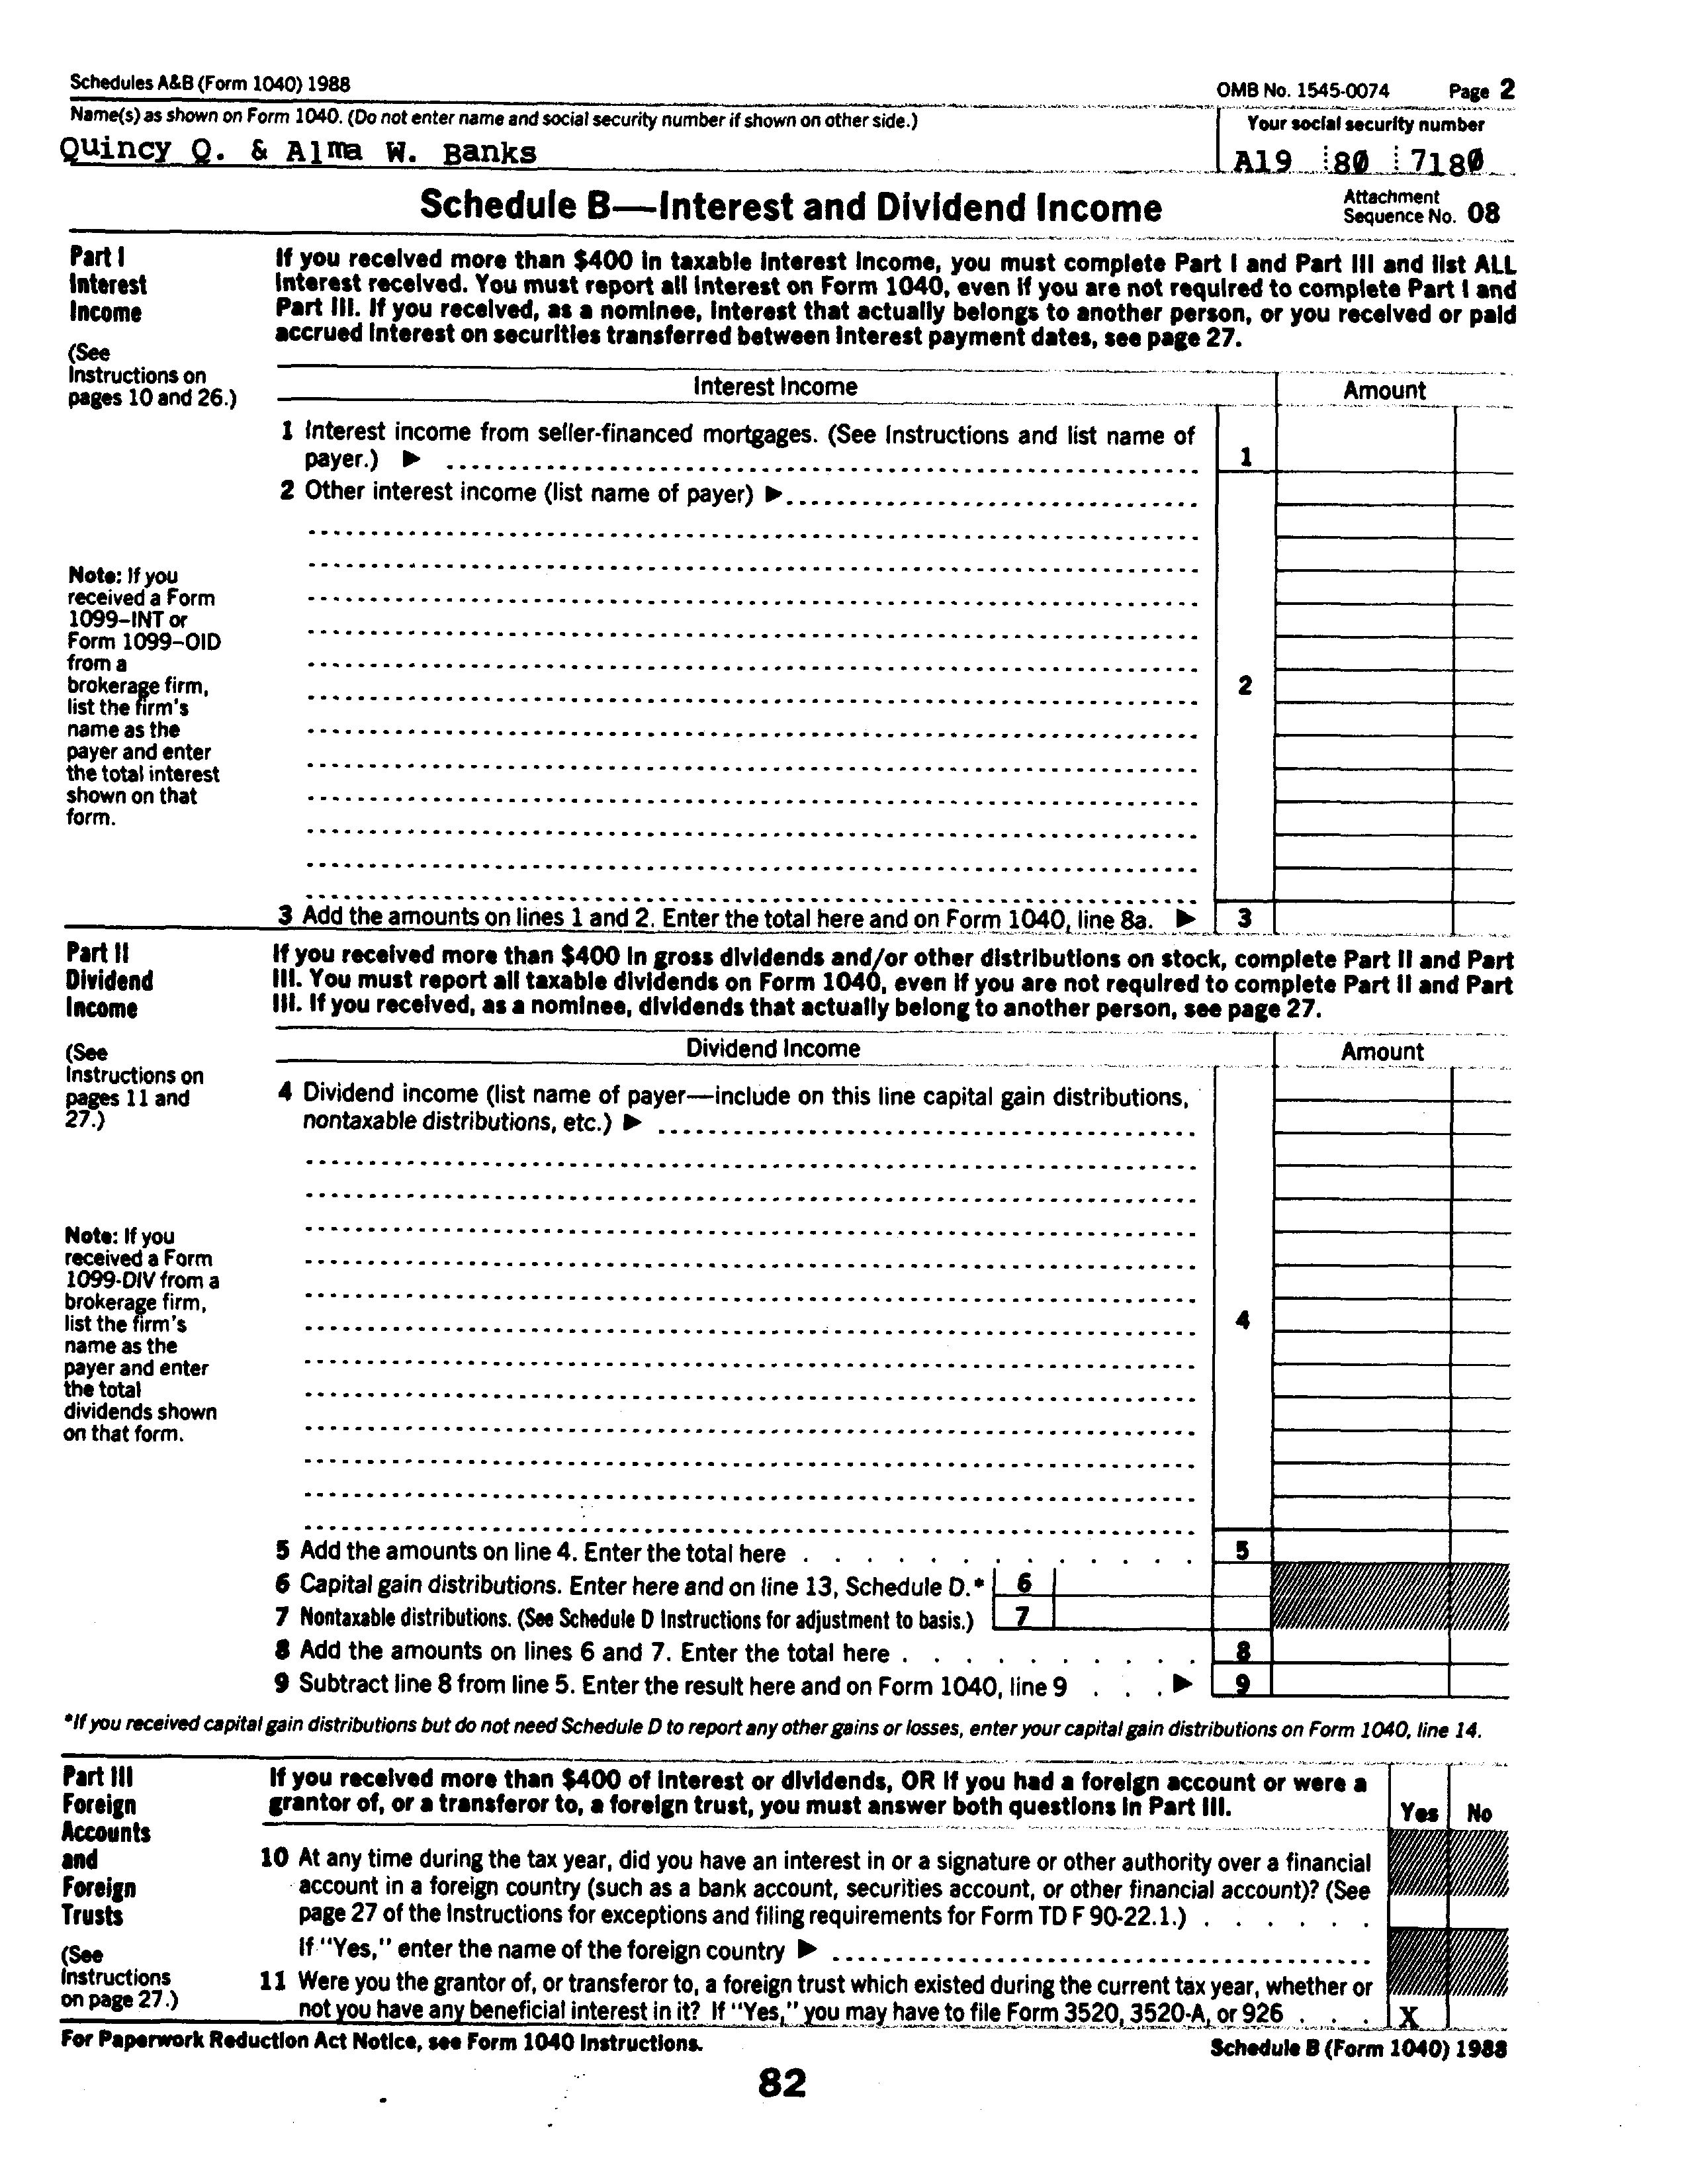 Schedules A&B (Form 1040) 1988
OMB No. 1545-0074 Page 2
Name(s) as shown on Form 1040. (Do not enter name and social security number if shown on other side.)
Your social security number
Quincy Q. & Alma W. Banks
A19 80 7180
Schedule B—Interest and Dividend Income
Attachment
Sequence No. 08
Part I
Interest
Income
(See
Instructions on
pages 10 and 26.)
If you received more than $400 in taxable interest income, you must complete Part I and Part III and list ALL
interest received. You must report all interest on Form 1040, even if you are not required to complete Part I and
Part III. If you received, as a nominee, interest that actually belongs to another person, or you received or paid
accrued interest on securities transferred between interest payment dates, see page 27.
Interest Income
Amount
1 Interest income from seller-financed mortgages. (See Instructions and list name of
payer.) ▶
1
2 Other interest income (list name of payer) ▶
Note: If you
received a Form
1099–INT or
Form 1099–OID
from a
brokerage firm,
list the firm's
name as the
payer and enter
the total interest
shown on that
form.
2
3 Add the amounts on lines 1 and 2. Enter the total here and on Form 1040, line 8a. ▶ 3
Part II
Dividend
Income
(See
Instructions on
pages 11 and
27.)
If you received more than $400 in gross dividends and/or other distributions on stock, complete Part II and Part
III. You must report all taxable dividends on Form 1040, even if you are not required to complete Part II and Part
III. If you received, as a nominee, dividends that actually belong to another person, see page 27.
Dividend Income
Amount
4 Dividend income (list name of payer—include on this line capital gain distributions,
nontaxable distributions, etc.) ▶
Note: If you
received a Form
1099-DIV from a
brokerage firm,
list the firm's
name as the
payer and enter
the total
dividends shown
on that form.
4
5 Add the amounts on line 4. Enter the total here . . . . . . . . . . . . . 5
6 Capital gain distributions. Enter here and on line 13, Schedule D.* 6
7 Nontaxable distributions. (See Schedule D Instructions for adjustment to basis.) 7
8 Add the amounts on lines 6 and 7. Enter the total here . . . . . . . . . . 8
9 Subtract line 8 from line 5. Enter the result here and on Form 1040, line 9 . . . ▶ 9
*If you received capital gain distributions but do not need Schedule D to report any other gains or losses, enter your capital gain distributions on Form 1040, line 14.
Part III
Foreign
Accounts
and
Foreign
Trusts
(See
Instructions
on page 27.)
If you received more than $400 of interest or dividends, OR if you had a foreign account or were a
grantor of, or a transferor to, a foreign trust, you must answer both questions in Part III.
Yes No
10 At any time during the tax year, did you have an interest in or a signature or other authority over a financial
account in a foreign country (such as a bank account, securities account, or other financial account)? (See
page 27 of the Instructions for exceptions and filing requirements for Form TD F 90-22.1.) . . . . . .
If "Yes," enter the name of the foreign country ▶
11 Were you the grantor of, or transferor to, a foreign trust which existed during the current tax year, whether or
not you have any beneficial interest in it? If "Yes," you may have to file Form 3520, 3520-A, or 926 . . . X
For Paperwork Reduction Act Notice, see Form 1040 Instructions.
Schedule B (Form 1040) 1988
82